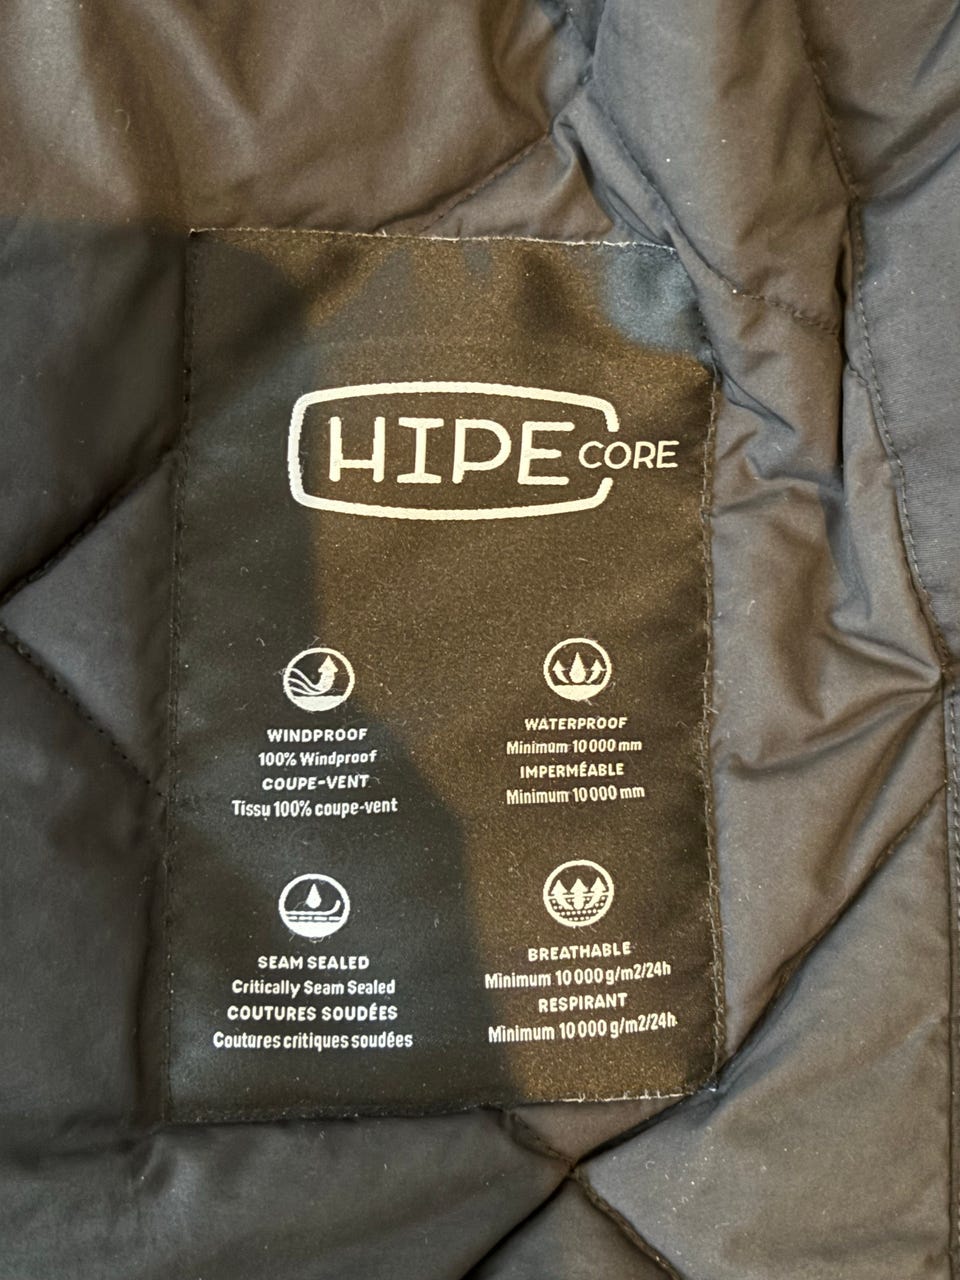 HIPE CORE
WINDPROOF
100% Windproof
COUPE-VENT
Tissu 100% coupe-vent
WATERPROOF
Minimum 10 000 mm
IMPERMÉABLE
Minimum 10 000 mm
SEAM SEALED
Critically Seam Sealed
COUTURES SOUDÉES
Coutures critiques soudées
BREATHABLE
Minimum 10 000 g/m2/24h
RESPIRANT
Minimum 10 000 g/m2/24h